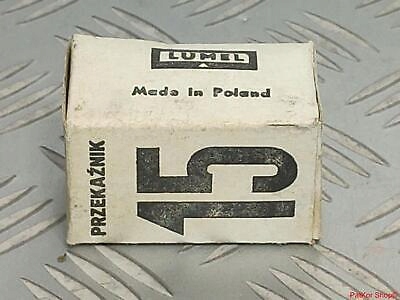 LUMEL
Made in Poland
PRZEKAŹNIK
15
PatKor Shop©